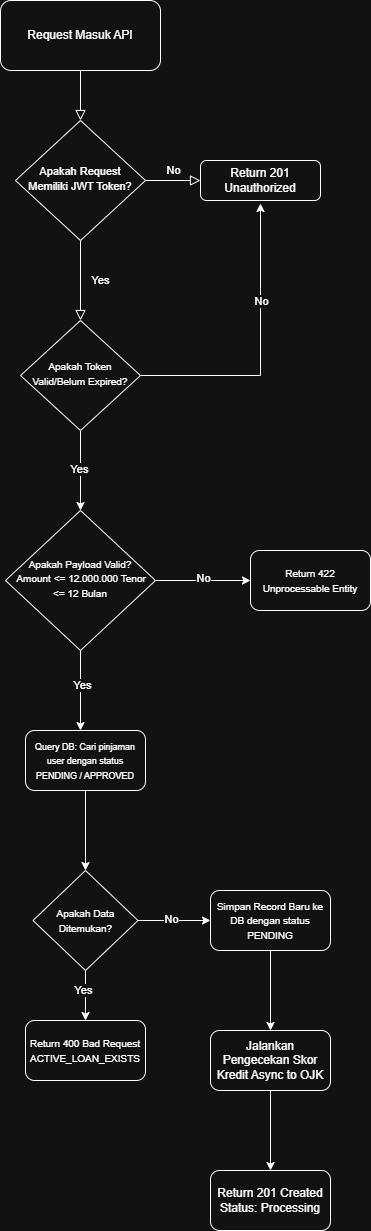 Request Masuk API
Apakah Request
Memiliki JWT Token?
No
Return 201
Unauthorized
Yes
No
Apakah Token
Valid/Belum Expired?
Yes
Apakah Payload Valid?
Amount <= 12.000.000 Tenor
<= 12 Bulan
No
Return 422
Unprocessable Entity
Yes
Query DB: Cari pinjaman
user dengan status
PENDING / APPROVED
Apakah Data
Ditemukan?
No
Simpan Record Baru ke
DB dengan status
PENDING
Yes
Return 400 Bad Request
ACTIVE_LOAN_EXISTS
Jalankan
Pengecekan Skor
Kredit Async to OJK
Return 201 Created
Status: Processing